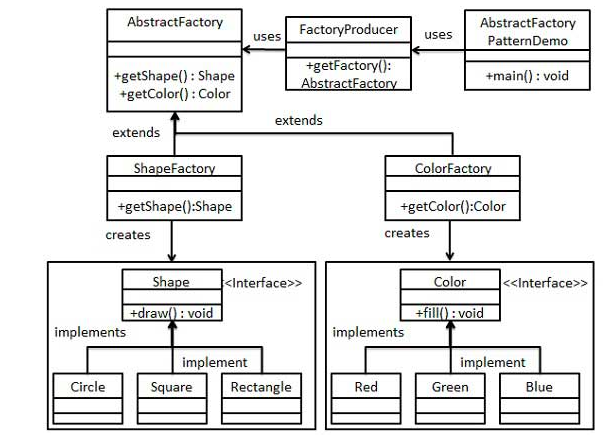 AbstractFactory
+getShape() : Shape
+getColor() : Color
uses
FactoryProducer
+getFactory():
AbstractFactory
uses
AbstractFactory
PatternDemo
+main() : void
extends
extends
ShapeFactory
+getShape():Shape
ColorFactory
+getColor():Color
creates
creates
Shape
<<Interface>>
+draw() : void
implements
implement
Circle
Square
Rectangle
Color
<<Interface>>
+fill() : void
implements
implement
Red
Green
Blue